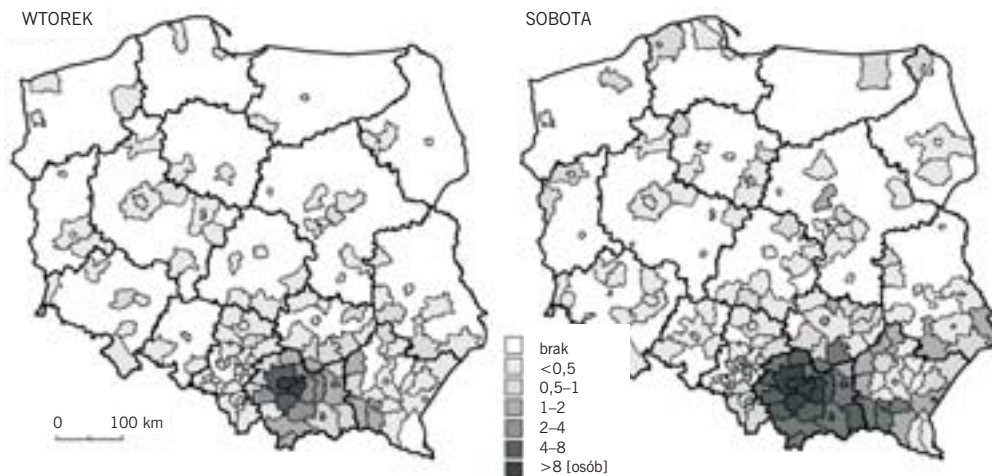 WTOREK
SOBOTA
0 100 km
brak
<0,5
0,5–1
1–2
2–4
4–8
>8 [osób]